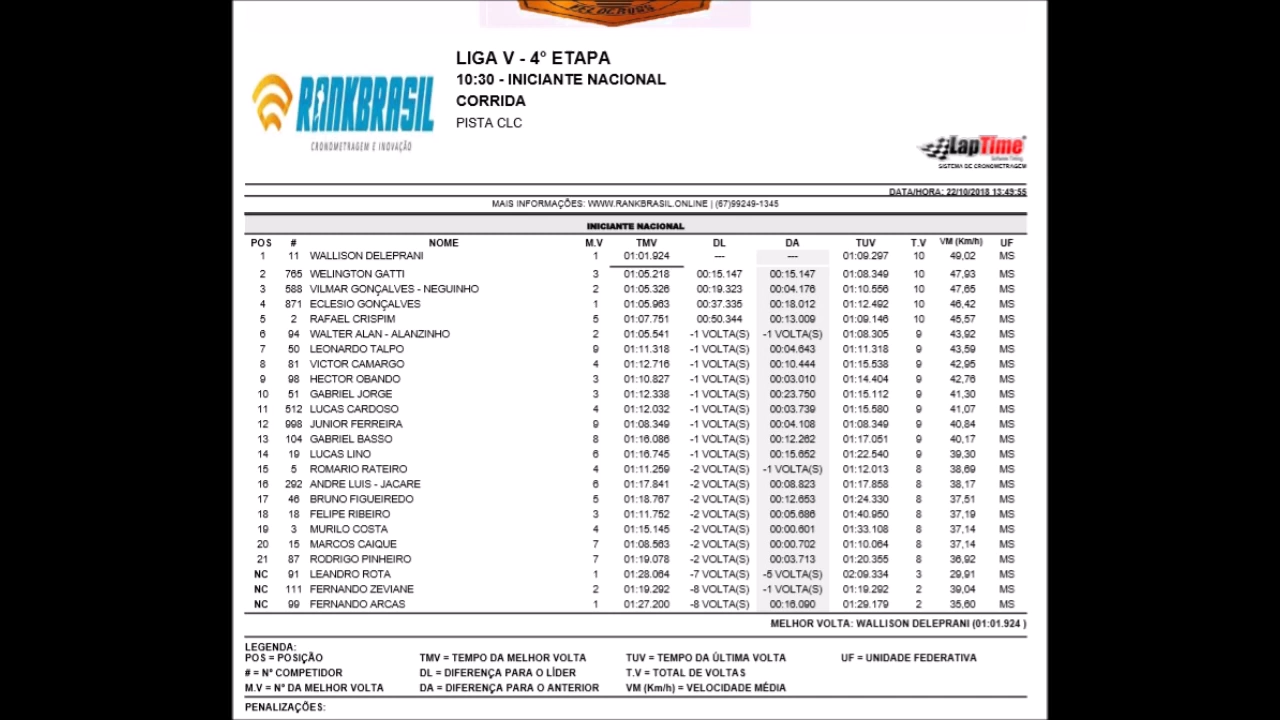 VELOCROSS
LIGA V - 4° ETAPA
10:30 - INICIANTE NACIONAL
CORRIDA
PISTA CLC
RANKBRASIL
CRONOMETRAGEM E INOVAÇÃO
LapTime
SISTEMA DE CRONOMETRAGEM
DATA/HORA: 22/10/2018 13:49:55
MAIS INFORMAÇÕES: WWW.RANKBRASIL.ONLINE | (67)99249-1345
INICIANTE NACIONAL
POS # NOME M.V TMV DL DA TUV T.V VM (Km/h) UF
1 11 WALLISON DELEPRANI 1 01:01.924 --- --- 01:09.297 10 49,02 MS
2 765 WELINGTON GATTI 3 01:05.218 00:15.147 00:15.147 01:08.349 10 47,93 MS
3 588 VILMAR GONÇALVES - NEGUINHO 2 01:05.326 00:19.323 00:04.176 01:10.556 10 47,65 MS
4 871 ECLESIO GONÇALVES 1 01:05.963 00:37.335 00:18.012 01:12.492 10 46,42 MS
5 2 RAFAEL CRISPIM 5 01:07.751 00:50.344 00:13.009 01:09.146 10 45,57 MS
6 94 WALTER ALAN - ALANZINHO 2 01:05.541 -1 VOLTA(S) -1 VOLTA(S) 01:08.305 9 43,92 MS
7 50 LEONARDO TALPO 9 01:11.318 -1 VOLTA(S) 00:04.643 01:11.318 9 43,59 MS
8 81 VICTOR CAMARGO 4 01:12.716 -1 VOLTA(S) 00:10.444 01:15.538 9 42,95 MS
9 98 HECTOR OBANDO 3 01:10.827 -1 VOLTA(S) 00:03.010 01:14.404 9 42,76 MS
10 51 GABRIEL JORGE 3 01:12.338 -1 VOLTA(S) 00:23.750 01:15.112 9 41,30 MS
11 512 LUCAS CARDOSO 4 01:12.032 -1 VOLTA(S) 00:03.739 01:15.580 9 41,07 MS
12 998 JUNIOR FERREIRA 9 01:08.349 -1 VOLTA(S) 00:04.108 01:08.349 9 40,84 MS
13 104 GABRIEL BASSO 8 01:16.086 -1 VOLTA(S) 00:12.262 01:17.051 9 40,17 MS
14 19 LUCAS LINO 6 01:16.745 -1 VOLTA(S) 00:15.652 01:22.540 9 39,30 MS
15 5 ROMARIO RATEIRO 4 01:11.259 -2 VOLTA(S) -1 VOLTA(S) 01:12.013 8 38,69 MS
16 292 ANDRE LUIS - JACARE 6 01:17.841 -2 VOLTA(S) 00:08.823 01:17.858 8 38,17 MS
17 46 BRUNO FIGUEIREDO 5 01:18.767 -2 VOLTA(S) 00:12.653 01:24.330 8 37,51 MS
18 18 FELIPE RIBEIRO 3 01:11.752 -2 VOLTA(S) 00:05.686 01:40.950 8 37,19 MS
19 3 MURILO COSTA 4 01:15.145 -2 VOLTA(S) 00:00.601 01:33.108 8 37,14 MS
20 15 MARCOS CAIQUE 7 01:08.563 -2 VOLTA(S) 00:00.702 01:10.064 8 37,14 MS
21 87 RODRIGO PINHEIRO 7 01:19.078 -2 VOLTA(S) 00:03.713 01:20.355 8 36,92 MS
NC 91 LEANDRO ROTA 1 01:28.064 -7 VOLTA(S) -5 VOLTA(S) 02:09.334 3 29,91 MS
NC 111 FERNANDO ZEVIANE 2 01:19.292 -8 VOLTA(S) -1 VOLTA(S) 01:19.292 2 39,04 MS
NC 99 FERNANDO ARCAS 1 01:27.200 -8 VOLTA(S) 00:16.090 01:29.179 2 35,60 MS
MELHOR VOLTA: WALLISON DELEPRANI (01:01.924 )
LEGENDA:
POS = POSIÇÃO TMV = TEMPO DA MELHOR VOLTA TUV = TEMPO DA ÚLTIMA VOLTA UF = UNIDADE FEDERATIVA
# = N° COMPETIDOR DL = DIFERENÇA PARA O LÍDER T.V = TOTAL DE VOLTAS
M.V = N° DA MELHOR VOLTA DA = DIFERENÇA PARA O ANTERIOR VM (Km/h) = VELOCIDADE MÉDIA
PENALIZAÇÕES: